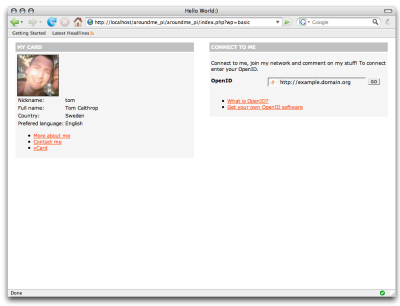 Hello World:)
http://localhost/aroundme_pi/aroundme_pi/index.php?wp=basic
Google
Getting Started Latest Headlines
MY CARD
Nickname: tom
Full name: Tom Calthrop
Country: Sweden
Prefered language: English
More about me
Contact me
vCard
CONNECT TO ME
Connect to me, join my network and comment on my stuff! To connect
enter your OpenID.
OpenID http://example.domain.org GO
What is OpenID?
Get your own OpenID software
Done